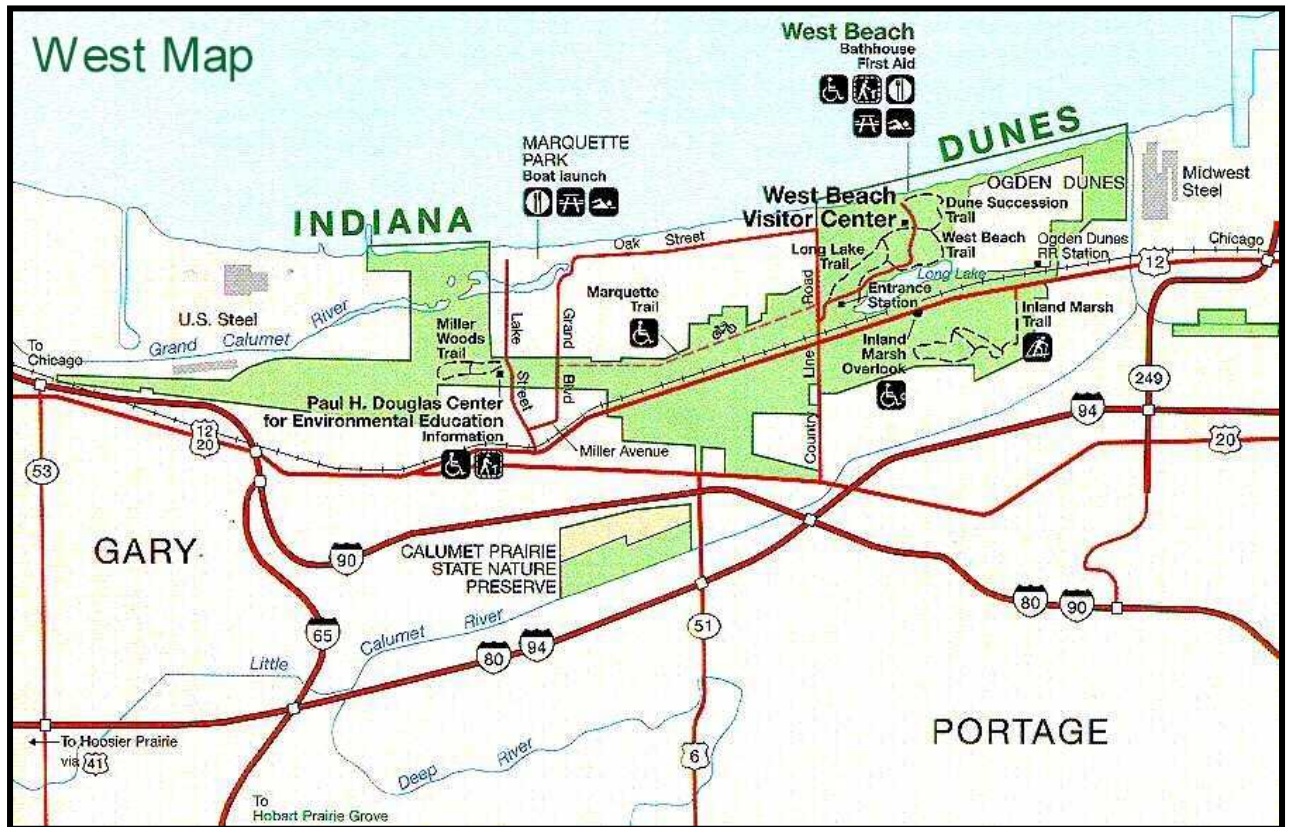 West Map
West Beach
Bathhouse
First Aid
DUNES
MARQUETTE
PARK
Boat launch
Midwest
Steel
OGDEN DUNES
West Beach
Visitor Center
Dune Succession
Trail
INDIANA
Oak Street
Long Lake
Trail
West Beach
Trail
Ogden Dunes
RR Station
Chicago
12
Long Lake
Entrance
Station
Marquette
Trail
Road
U.S. Steel
Grand Calumet River
Miller
Woods
Trail
Lake
Street
Grand
Blvd
Inland Marsh
Trail
Inland
Marsh
Overlook
Line
Country
To
Chicago
249
94
Paul H. Douglas Center
for Environmental Education
Information
Miller Avenue
12
20
20
53
GARY
90
CALUMET PRAIRIE
STATE NATURE
PRESERVE
80
90
65
Calumet River
Little
80
94
51
To Hoosier Prairie
via 41
Deep River
6
PORTAGE
To
Hobart Prairie Grove